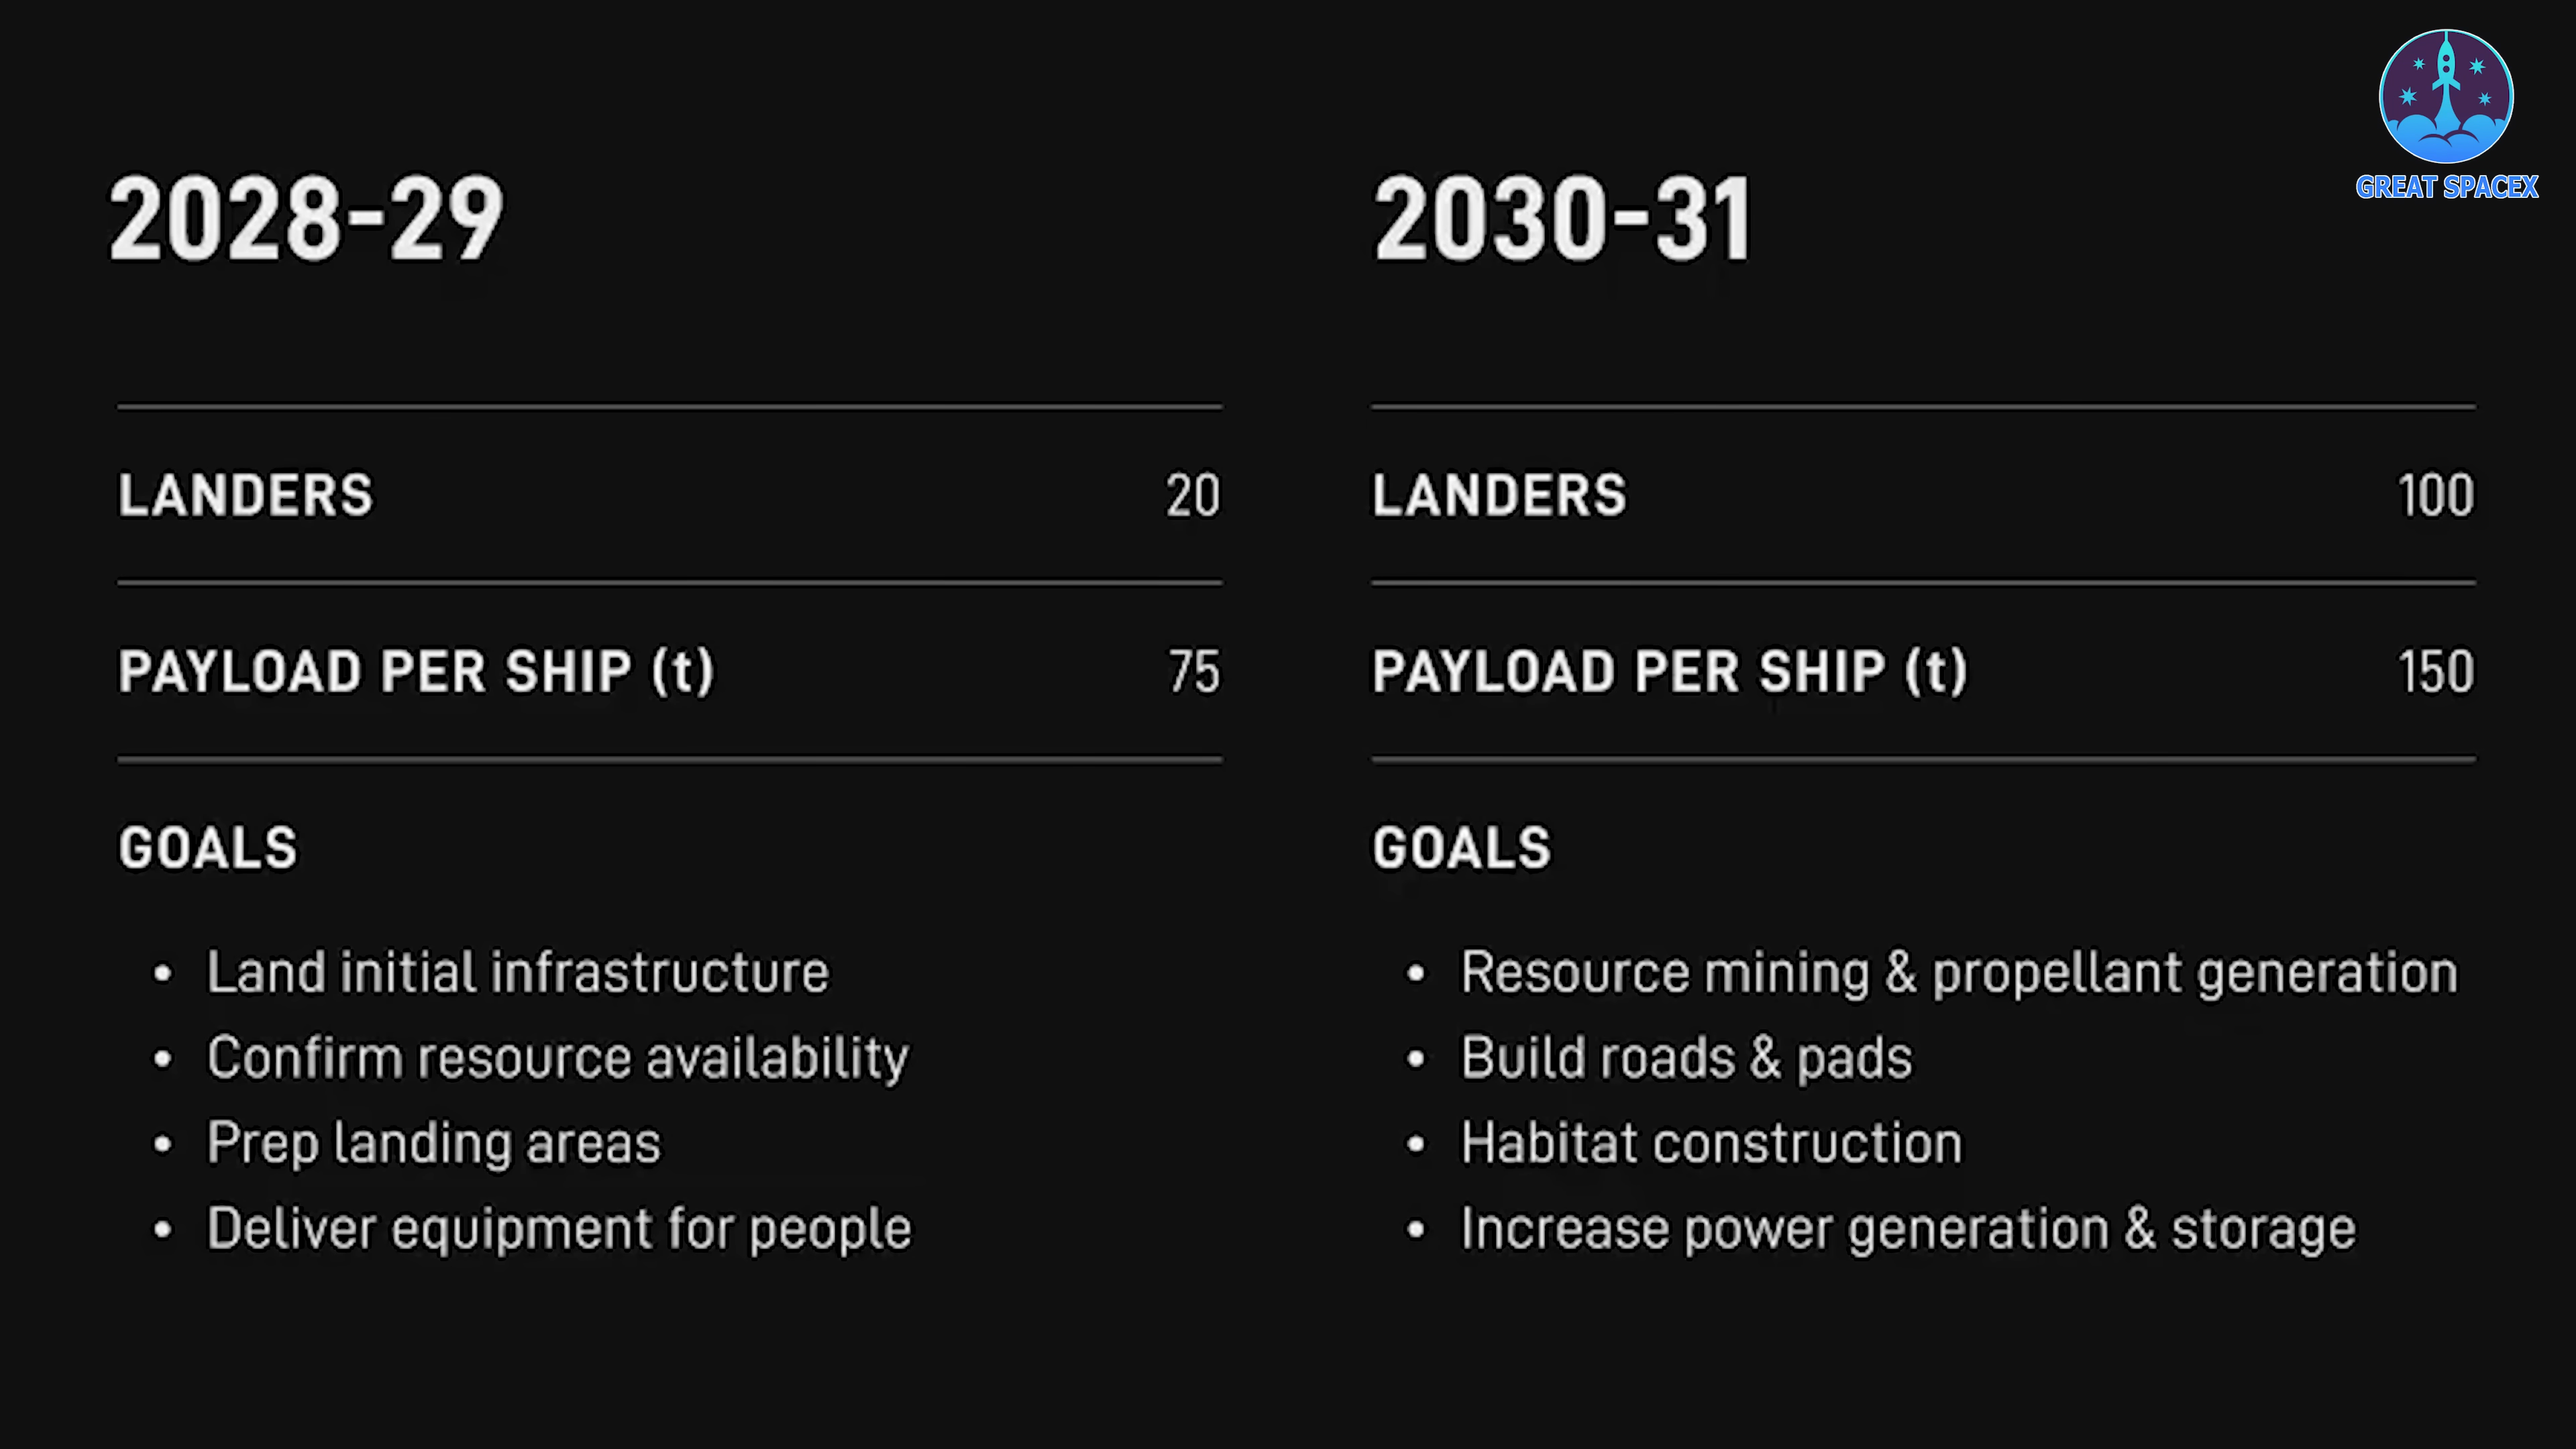 GREAT SPACEX
2028-29
LANDERS 20
PAYLOAD PER SHIP (t) 75
GOALS
• Land initial infrastructure
• Confirm resource availability
• Prep landing areas
• Deliver equipment for people
2030-31
LANDERS 100
PAYLOAD PER SHIP (t) 150
GOALS
• Resource mining & propellant generation
• Build roads & pads
• Habitat construction
• Increase power generation & storage